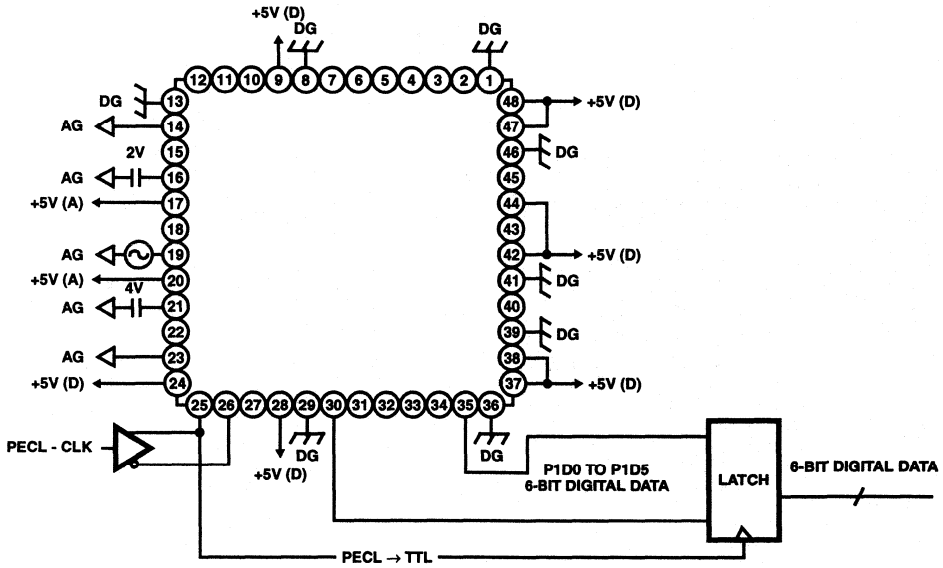 +5V (D)
DG
DG
12 11 10 9 8 7 6 5 4 3 2 1
DG 13
AG 14
15
2V
AG 16
+5V (A) 17
18
AG 19
+5V (A) 20
4V
AG 21
22
AG 23
+5V (D) 24
48 +5V (D)
47
46 DG
45
44
43
42 +5V (D)
41 DG
40
39 DG
38
37 +5V (D)
25 26 27 28 29 30 31 32 33 34 35 36
PECL - CLK
+5V (D)
DG
DG
P1D0 TO P1D5
6-BIT DIGITAL DATA
LATCH
6-BIT DIGITAL DATA
PECL → TTL